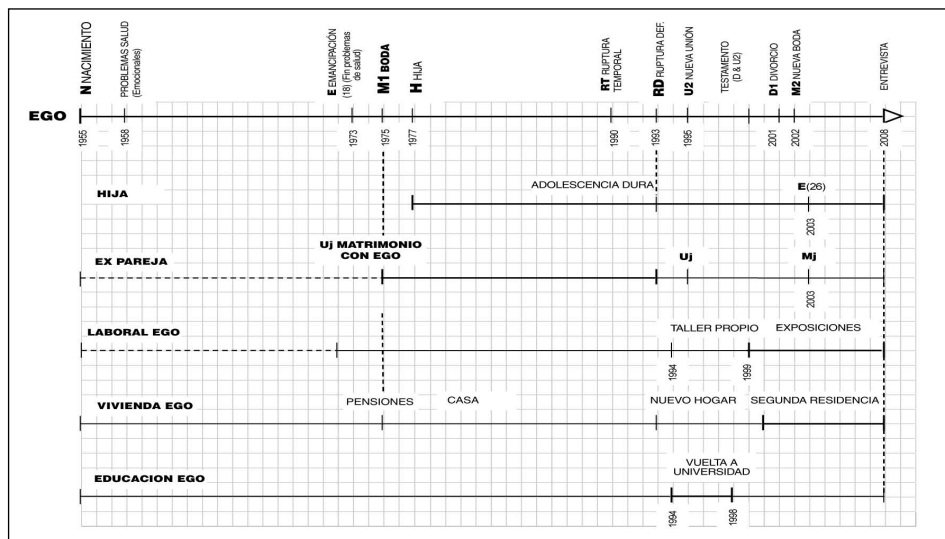 N NACIMIENTO
PROBLEMAS SALUD
(Emocionales)
E EMANCIPACIÓN
(18) (Fin problemas
de salud)
M1 BODA
H HIJA
RT RUPTURA
TEMPORAL
RD RUPTURA DEF.
U2 NUEVA UNIÓN
TESTAMENTO
(D & U2)
D1 DIVORCIO
M2 NUEVA BODA
ENTREVISTA
EGO
1955
1958
1973
1975
1977
1990
1993
1995
2001
2002
2008
HIJA
ADOLESCENCIA DURA
E(26)
2003
EX PAREJA
Uj MATRIMONIO
CON EGO
Uj
Mj
2003
LABORAL EGO
TALLER PROPIO
EXPOSICIONES
1994
1999
VIVIENDA EGO
PENSIONES
CASA
NUEVO HOGAR
SEGUNDA RESIDENCIA
EDUCACION EGO
VUELTA A
UNIVERSIDAD
1994
1998